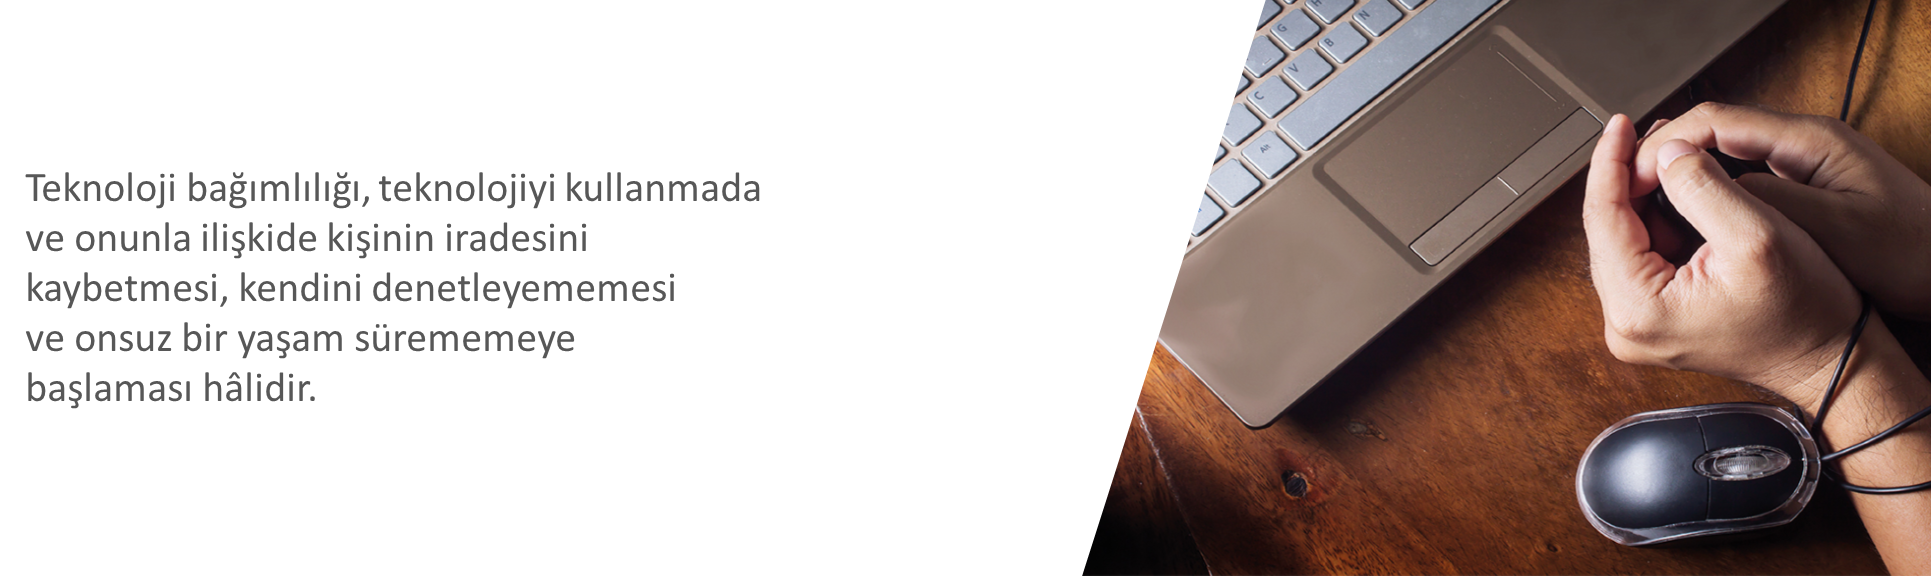 Teknoloji bağımlılığı, teknolojiyi kullanmada
ve onunla ilişkide kişinin iradesini
kaybetmesi, kendini denetleyememesi
ve onsuz bir yaşam sürememeye
başlaması hâlidir.
G
H
N
V
B
C
Alt